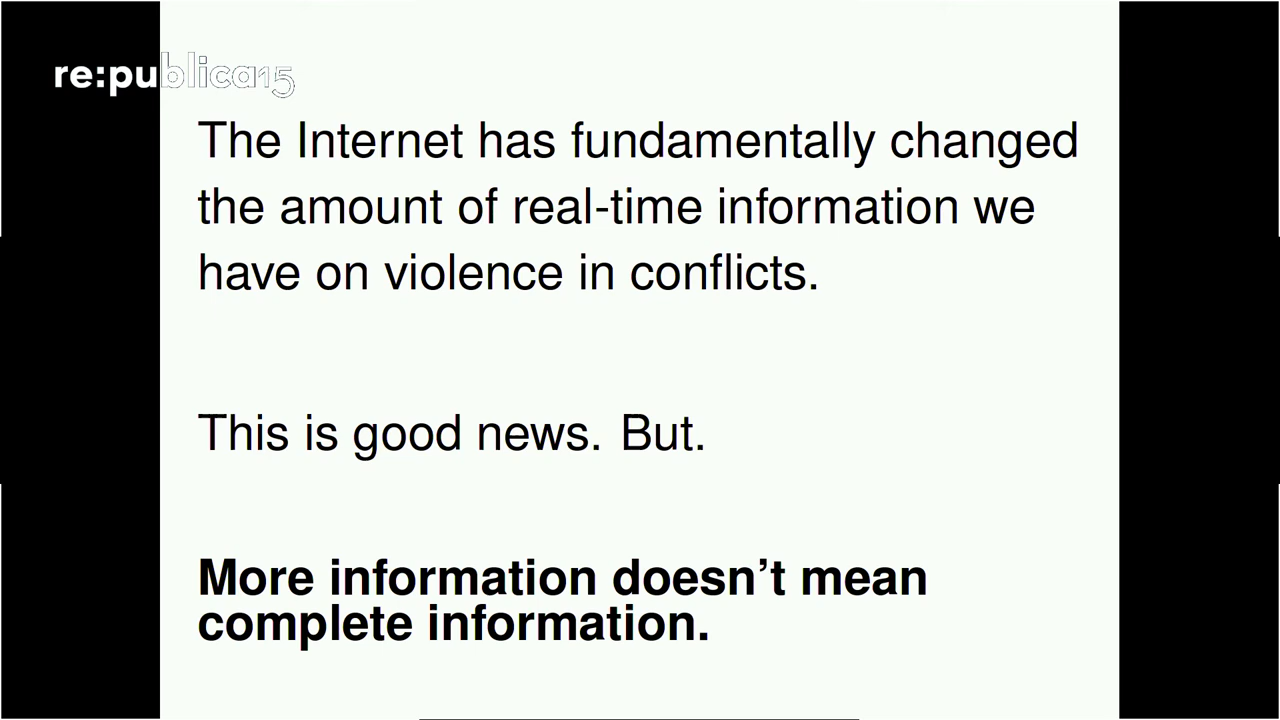 re:publica15
The Internet has fundamentally changed
the amount of real-time information we
have on violence in conflicts.
This is good news. But.
More information doesn’t mean
complete information.